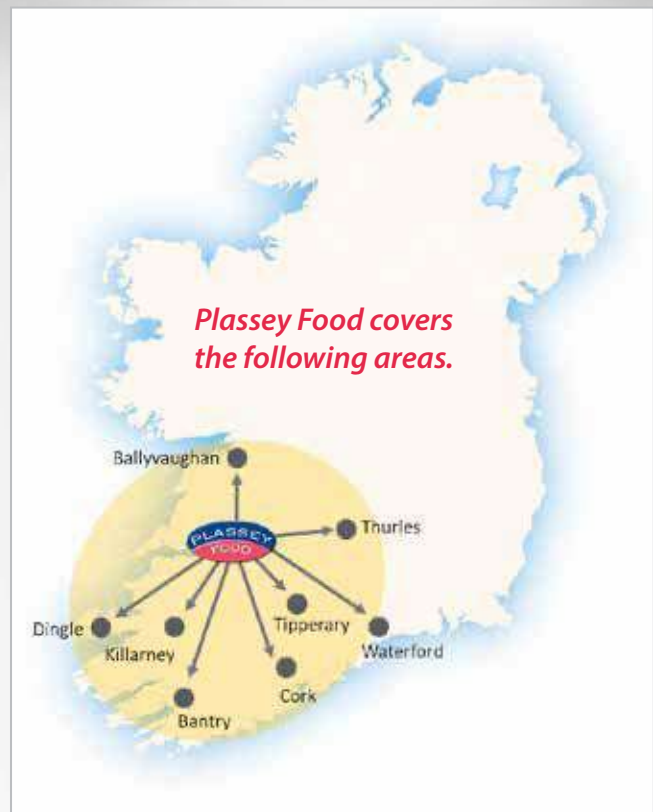 Plassey Food covers
the following areas.
Ballyvaughan
PLASSEY
FOOD
Thurles
Dingle
Killarney
Tipperary
Waterford
Cork
Bantry